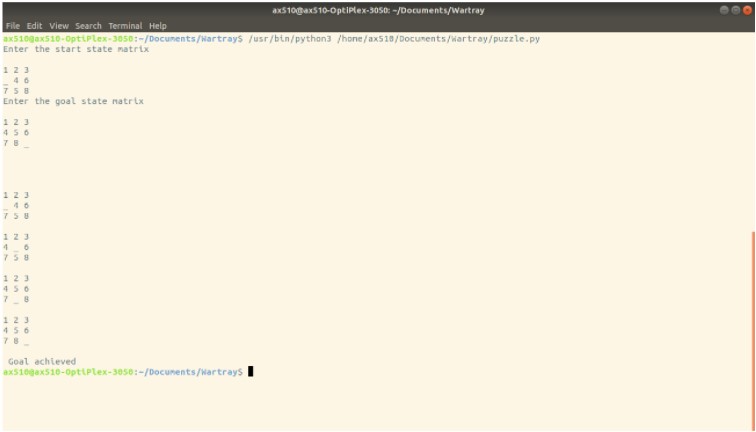 ax510@ax510-OptiPlex-3050: ~/Documents/Wartray
File Edit View Search Terminal Help
ax510@ax510-OptiPlex-3050:~/Documents/Wartray$ /usr/bin/python3 /home/ax510/Documents/Wartray/puzzle.py
Enter the start state matrix
1 2 3
_ 4 6
7 5 8
Enter the goal state matrix
1 2 3
4 5 6
7 8 _
1 2 3
_ 4 6
7 5 8
1 2 3
4 _ 6
7 5 8
1 2 3
4 5 6
7 _ 8
1 2 3
4 5 6
7 8 _
Goal achieved
ax510@ax510-OptiPlex-3050:~/Documents/Wartray$